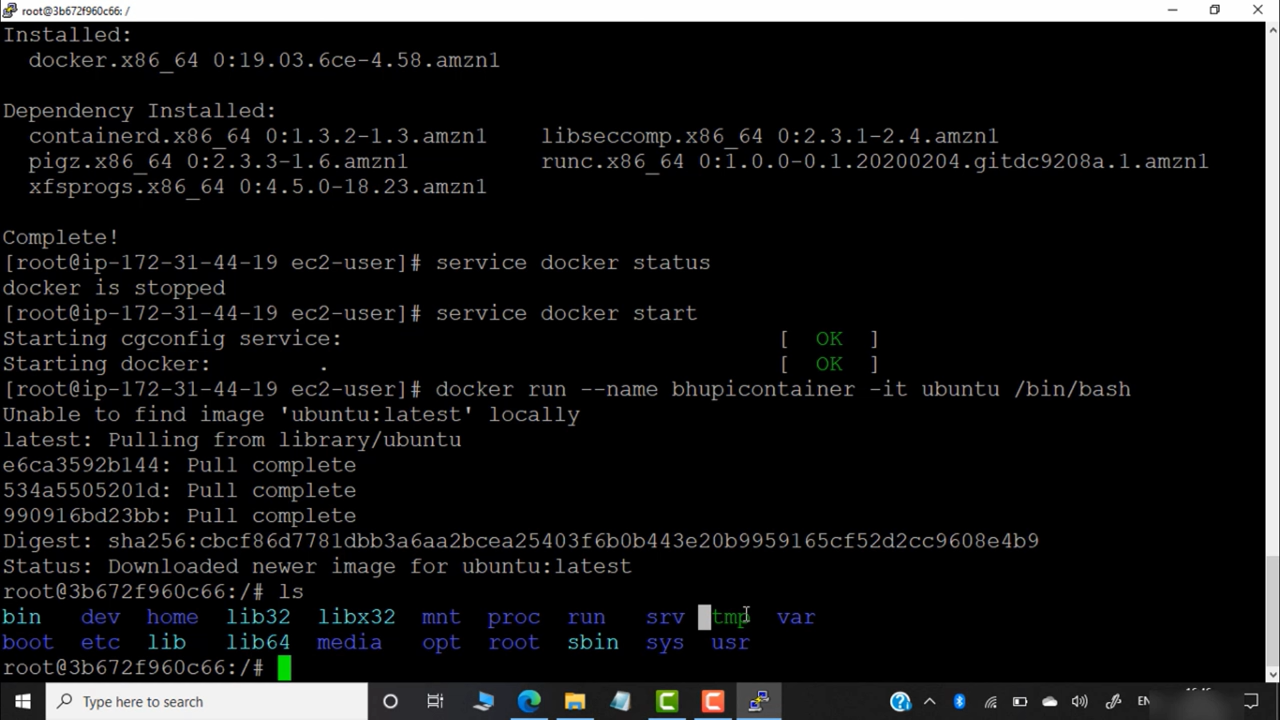 root@3b672f960c66: /
Installed:
  docker.x86_64 0:19.03.6ce-4.58.amzn1
Dependency Installed:
  containerd.x86_64 0:1.3.2-1.3.amzn1    libseccomp.x86_64 0:2.3.1-2.4.amzn1
  pigz.x86_64 0:2.3.3-1.6.amzn1          runc.x86_64 0:1.0.0-0.1.20200204.gitdc9208a.1.amzn1
  xfsprogs.x86_64 0:4.5.0-18.23.amzn1
Complete!
[root@ip-172-31-44-19 ec2-user]# service docker status
docker is stopped
[root@ip-172-31-44-19 ec2-user]# service docker start
Starting cgconfig service:                                  [  OK  ]
Starting docker:         .                                  [  OK  ]
[root@ip-172-31-44-19 ec2-user]# docker run --name bhupicontainer -it ubuntu /bin/bash
Unable to find image 'ubuntu:latest' locally
latest: Pulling from library/ubuntu
e6ca3592b144: Pull complete
534a5505201d: Pull complete
990916bd23bb: Pull complete
Digest: sha256:cbcf86d7781dbb3a6aa2bcea25403f6b0b443e20b9959165cf52d2cc9608e4b9
Status: Downloaded newer image for ubuntu:latest
root@3b672f960c66:/# ls
bin   dev  home  lib32  libx32  mnt  proc  run   srv  tmp  var
boot  etc  lib   lib64  media   opt  root  sbin  sys  usr
root@3b672f960c66:/#
Type here to search